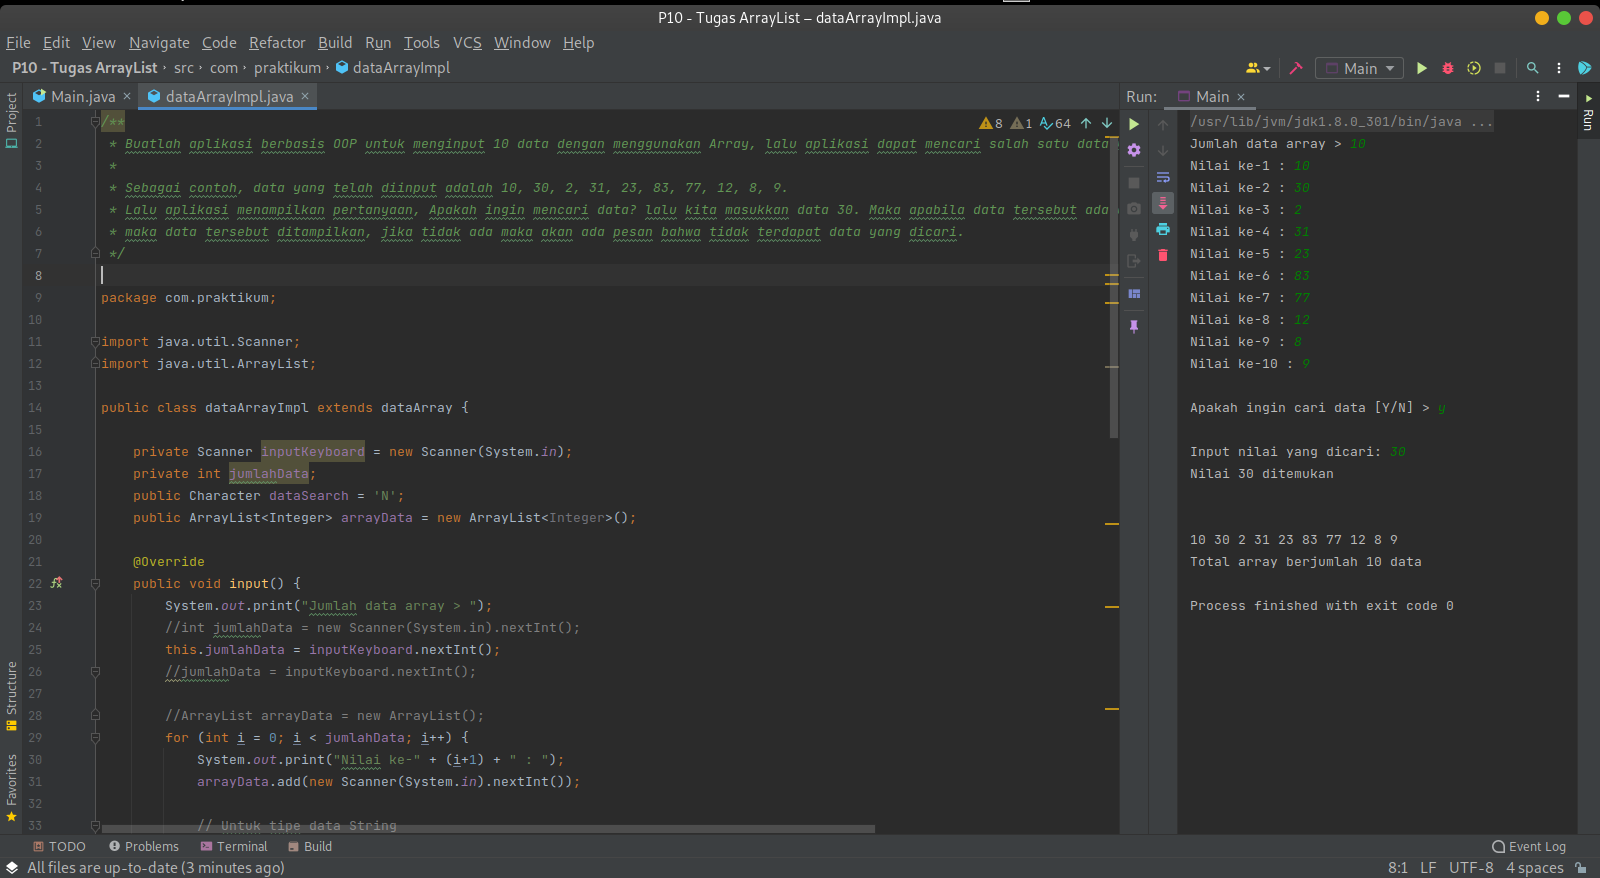 P10 - Tugas ArrayList – dataArrayImpl.java
File Edit View Navigate Code Refactor Build Run Tools VCS Window Help
P10 - Tugas ArrayList › src › com › praktikum › dataArrayImpl
Main
Main.java × dataArrayImpl.java ×
Project
Structure
Favorites
8 1 64
1 /**
2 * Buatlah aplikasi berbasis OOP untuk menginput 10 data dengan menggunakan Array, lalu aplikasi dapat mencari salah satu data
3 *
4 * Sebagai contoh, data yang telah diinput adalah 10, 30, 2, 31, 23, 83, 77, 12, 8, 9.
5 * Lalu aplikasi menampilkan pertanyaan, Apakah ingin mencari data? lalu kita masukkan data 30. Maka apabila data tersebut ada
6 * maka data tersebut ditampilkan, jika tidak ada maka akan ada pesan bahwa tidak terdapat data yang dicari.
7 */
8
9 package com.praktikum;
10
11 import java.util.Scanner;
12 import java.util.ArrayList;
13
14 public class dataArrayImpl extends dataArray {
15
16 private Scanner inputKeyboard = new Scanner(System.in);
17 private int jumlahData;
18 public Character dataSearch = 'N';
19 public ArrayList<Integer> arrayData = new ArrayList<Integer>();
20
21 @Override
22 public void input() {
23 System.out.print("Jumlah data array > ");
24 //int jumlahData = new Scanner(System.in).nextInt();
25 this.jumlahData = inputKeyboard.nextInt();
26 //jumlahData = inputKeyboard.nextInt();
27
28 //ArrayList arrayData = new ArrayList();
29 for (int i = 0; i < jumlahData; i++) {
30 System.out.print("Nilai ke-" + (i+1) + " : ");
31 arrayData.add(new Scanner(System.in).nextInt());
32
33 // Untuk tipe data String
Run: Main ×
Run
/usr/lib/jvm/jdk1.8.0_301/bin/java ...
Jumlah data array > 10
Nilai ke-1 : 10
Nilai ke-2 : 30
Nilai ke-3 : 2
Nilai ke-4 : 31
Nilai ke-5 : 23
Nilai ke-6 : 83
Nilai ke-7 : 77
Nilai ke-8 : 12
Nilai ke-9 : 8
Nilai ke-10 : 9
Apakah ingin cari data [Y/N] > y
Input nilai yang dicari: 30
Nilai 30 ditemukan
10 30 2 31 23 83 77 12 8 9
Total array berjumlah 10 data
Process finished with exit code 0
TODO Problems Terminal Build Event Log
All files are up-to-date (3 minutes ago) 8:1 LF UTF-8 4 spaces